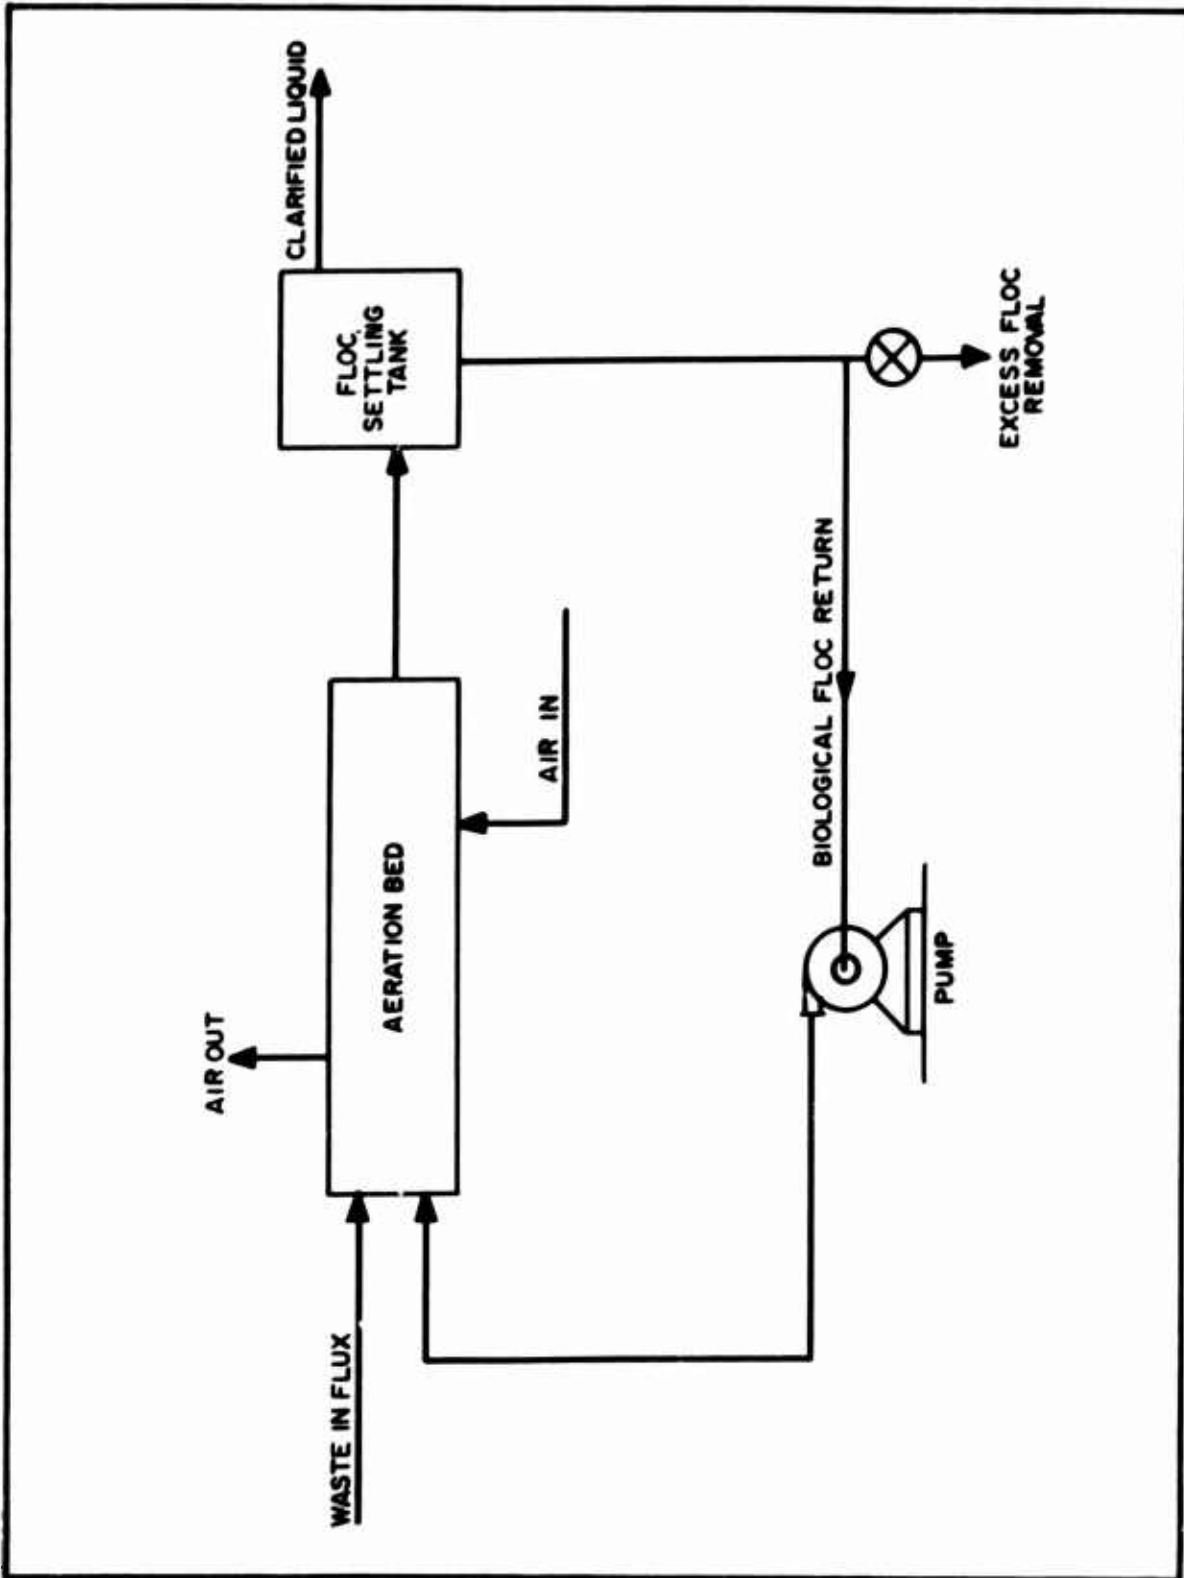 AIR OUT
CLARIFIED LIQUID
WASTE IN FLUX
FLOC.
SETTLING
TANK
AERATION BED
AIR IN
BIOLOGICAL FLOC RETURN
PUMP
EXCESS FLOC
REMOVAL